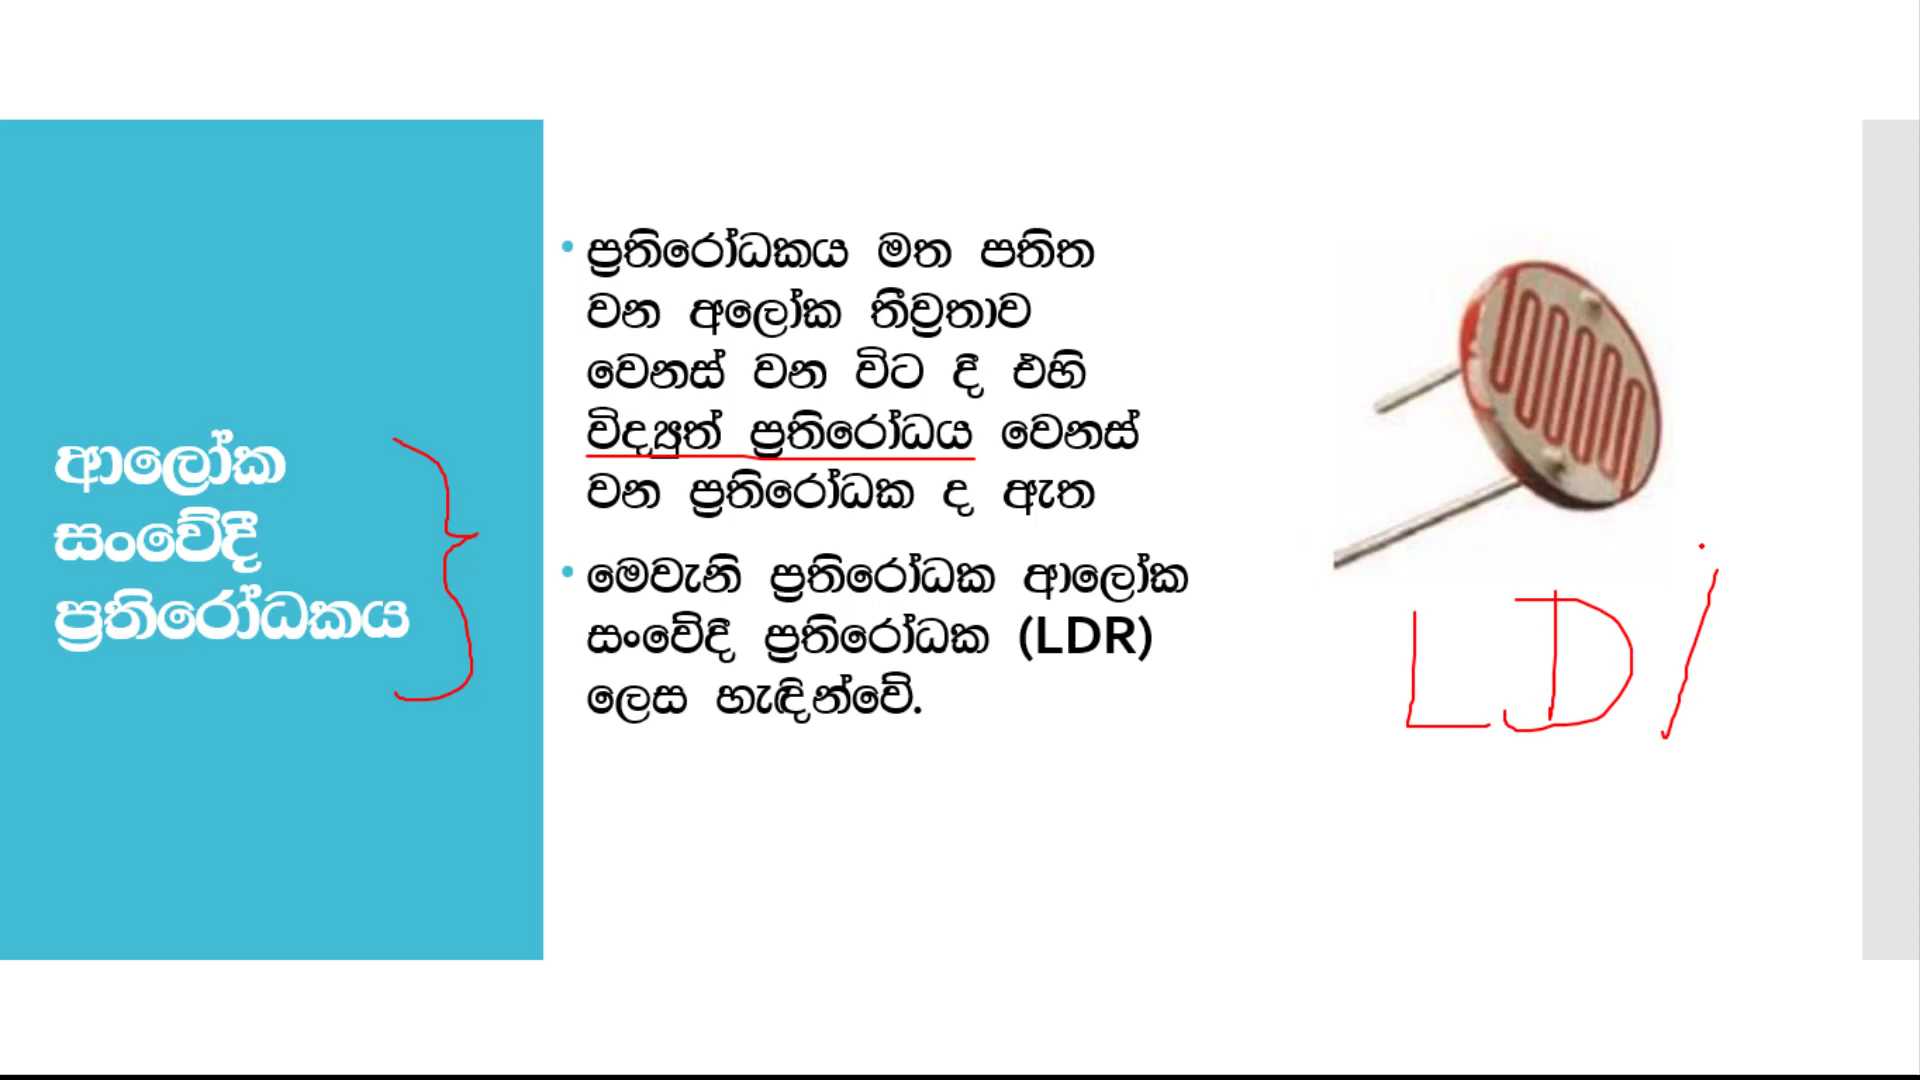 ආලෝක
සංවේදී
ප්‍රතිරෝධකය
• ප්‍රතිරෝධකය මත පතිත
වන අලෝක තීව්‍රතාව
වෙනස් වන විට දී එහි
විද්‍යුත් ප්‍රතිරෝධය වෙනස්
වන ප්‍රතිරෝධක ද ඇත
• මෙවැනි ප්‍රතිරෝධක ආලෝක
සංවේදී ප්‍රතිරෝධක (LDR)
ලෙස හැඳින්වේ.
LD/